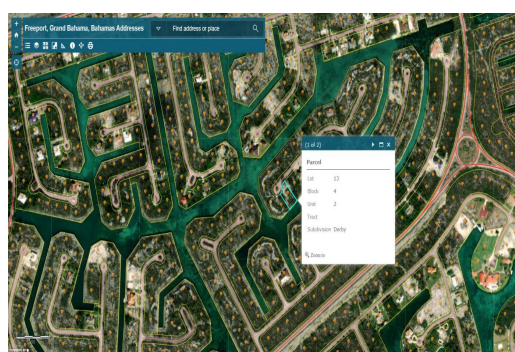 Freeport, Grand Bahama, Bahamas Addresses
Find address or place
(1 of 2)
Parcel
Lot 13
Block 4
Unit 2
Tract
Subdivision Derby
Zoom to